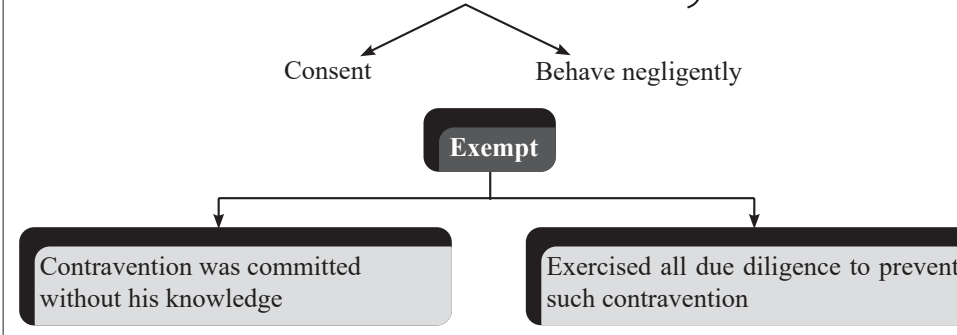 Consent
Behave negligently
Exempt
Contravention was committed
without his knowledge
Exercised all due diligence to prevent
such contravention